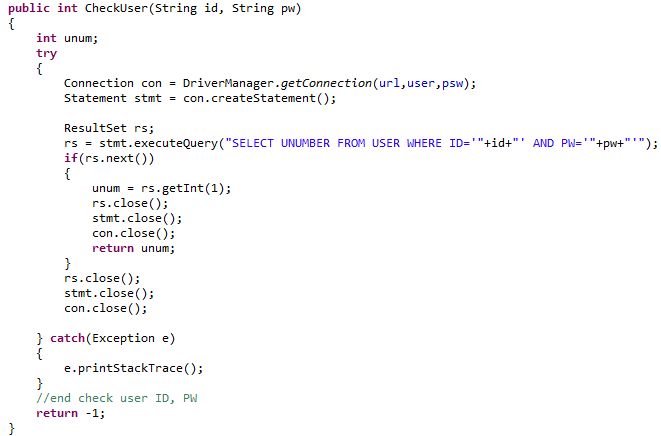 public int CheckUser(String id, String pw)
{
    int unum;
    try
    {
        Connection con = DriverManager.getConnection(url,user,psw);
        Statement stmt = con.createStatement();

        ResultSet rs;
        rs = stmt.executeQuery("SELECT UNUMBER FROM USER WHERE ID='"+id+"' AND PW='"+pw+"'");
        if(rs.next())
        {
            unum = rs.getInt(1);
            rs.close();
            stmt.close();
            con.close();
            return unum;
        }
        rs.close();
        stmt.close();
        con.close();

    } catch(Exception e)
    {
        e.printStackTrace();
    }
    //end check user ID, PW
    return -1;
}